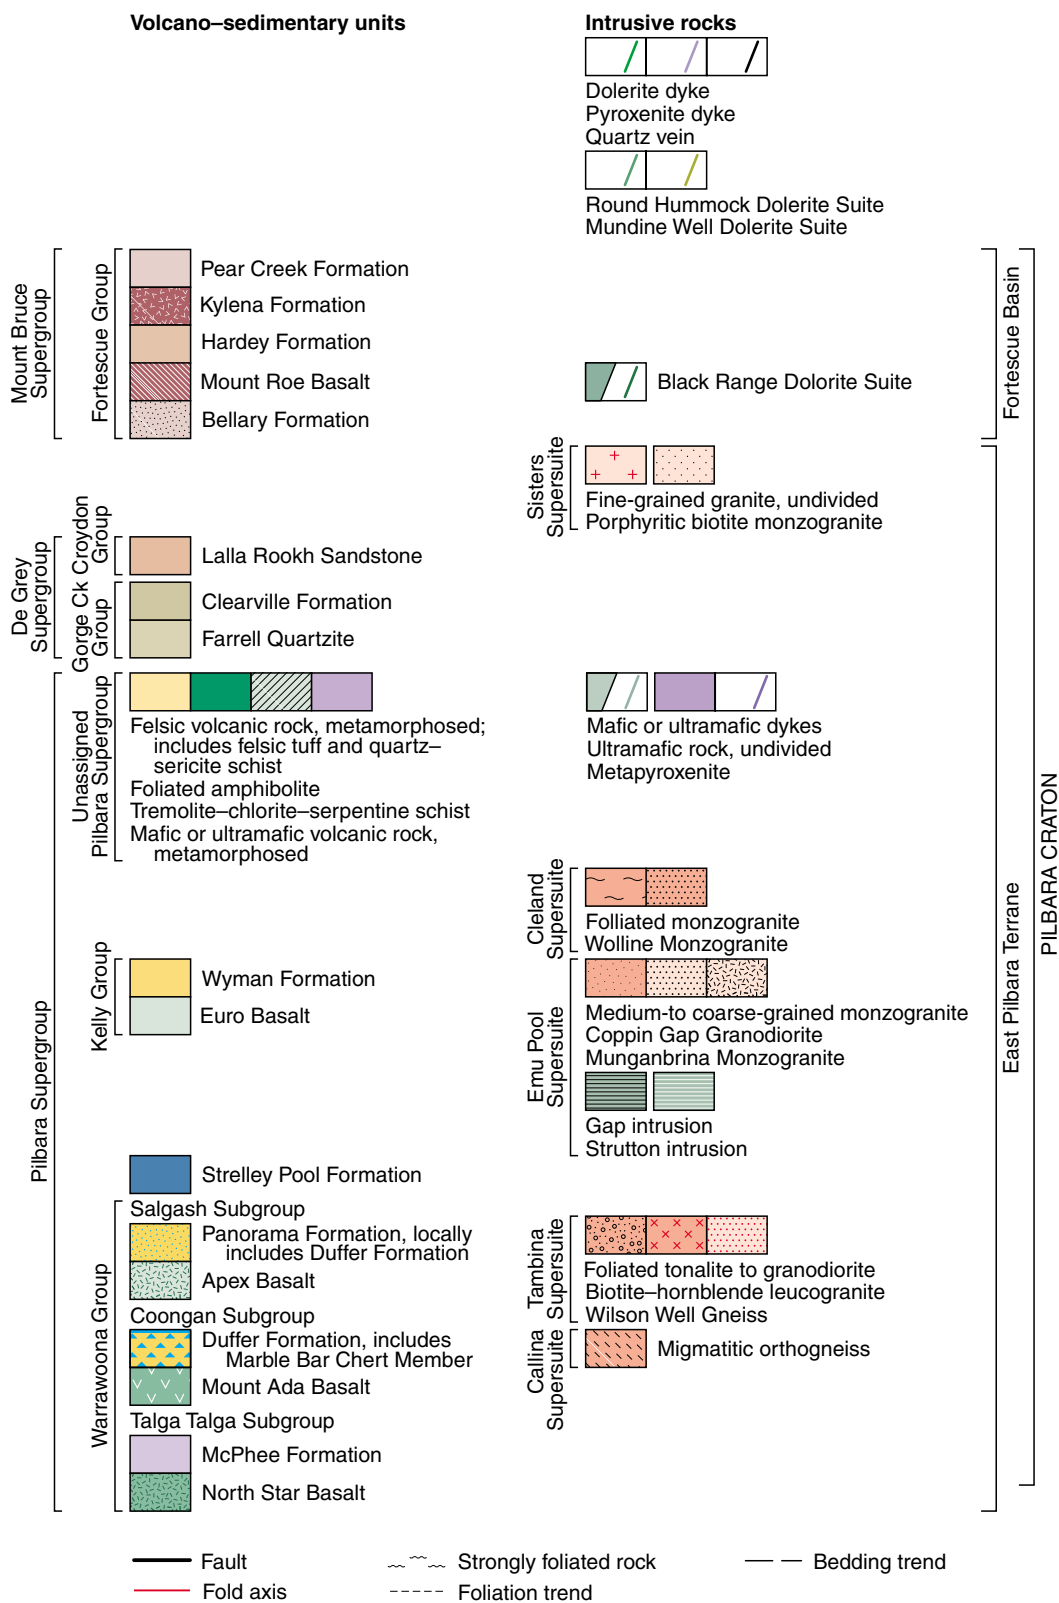 Volcano–sedimentary units
Intrusive rocks
Dolerite dyke
Pyroxenite dyke
Quartz vein
Round Hummock Dolerite Suite
Mundine Well Dolerite Suite
Mount Bruce
Supergroup
Fortescue Group
Pear Creek Formation
Kylena Formation
Hardey Formation
Mount Roe Basalt
Bellary Formation
Black Range Dolorite Suite
Fortescue Basin
Sisters
Supersuite
Fine-grained granite, undivided
Porphyritic biotite monzogranite
De Grey
Supergroup
Croydon
Group
Lalla Rookh Sandstone
Gorge Ck
Group
Clearville Formation
Farrell Quartzite
Unassigned
Pilbara Supergroup
Felsic volcanic rock, metamorphosed;
includes felsic tuff and quartz–
sericite schist
Foliated amphibolite
Tremolite–chlorite–serpentine schist
Mafic or ultramafic volcanic rock,
metamorphosed
Mafic or ultramafic dykes
Ultramafic rock, undivided
Metapyroxenite
Cleland
Supersuite
Folliated monzogranite
Wolline Monzogranite
Pilbara Supergroup
Kelly Group
Wyman Formation
Euro Basalt
Emu Pool
Supersuite
Medium-to coarse-grained monzogranite
Coppin Gap Granodiorite
Munganbrina Monzogranite
Gap intrusion
Strutton intrusion
East Pilbara Terrane
PILBARA CRATON
Strelley Pool Formation
Warrawoona Group
Salgash Subgroup
Panorama Formation, locally
includes Duffer Formation
Apex Basalt
Coongan Subgroup
Duffer Formation, includes
Marble Bar Chert Member
Mount Ada Basalt
Talga Talga Subgroup
McPhee Formation
North Star Basalt
Tambina
Supersuite
Foliated tonalite to granodiorite
Biotite–hornblende leucogranite
Wilson Well Gneiss
Callina
Supersuite
Migmatitic orthogneiss
Fault
Strongly foliated rock
Bedding trend
Fold axis
Foliation trend